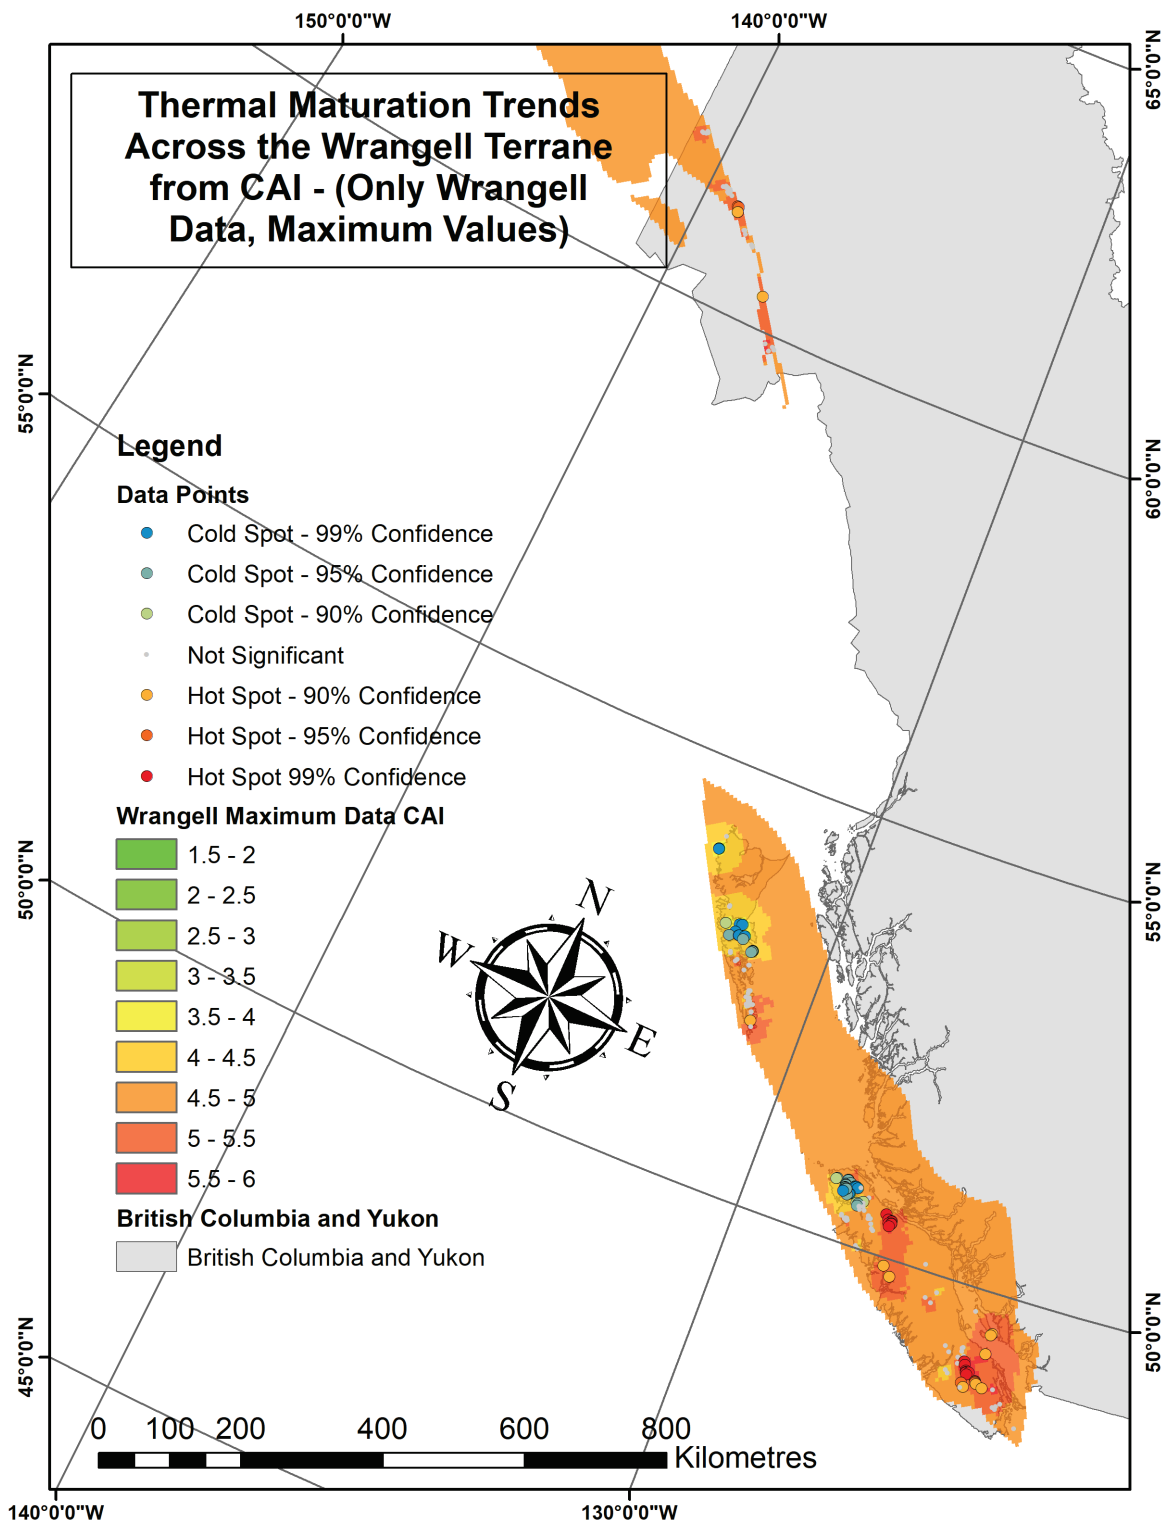 150°0'0"W
140°0'0"W
65°0'0"N
Thermal Maturation Trends
Across the Wrangell Terrane
from CAI - (Only Wrangell
Data, Maximum Values)
55°0'0"N
60°0'0"N
Legend
Data Points
Cold Spot - 99% Confidence
Cold Spot - 95% Confidence
Cold Spot - 90% Confidence
Not Significant
Hot Spot - 90% Confidence
Hot Spot - 95% Confidence
Hot Spot 99% Confidence
Wrangell Maximum Data CAI
1.5 - 2
2 - 2.5
2.5 - 3
3 - 3.5
3.5 - 4
4 - 4.5
4.5 - 5
5 - 5.5
5.5 - 6
British Columbia and Yukon
British Columbia and Yukon
N
W
E
S
50°0'0"N
55°0'0"N
45°0'0"N
50°0'0"N
0 100 200 400 600 800
Kilometres
140°0'0"W
130°0'0"W